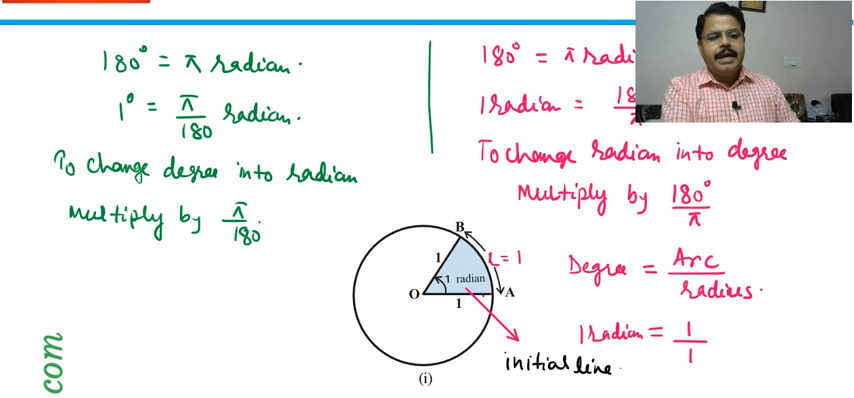 180° = π radian.
1° = π/180 radian.
To change degree into radian
Multiply by π/180.
180° = π
1 radian =
To change radian into degree
Multiply by 180°/π
Degree = Arc/radius.
1 radian = 1/1
B
1
l = 1
1 radian
O
1
A
initial line.
(i)
com